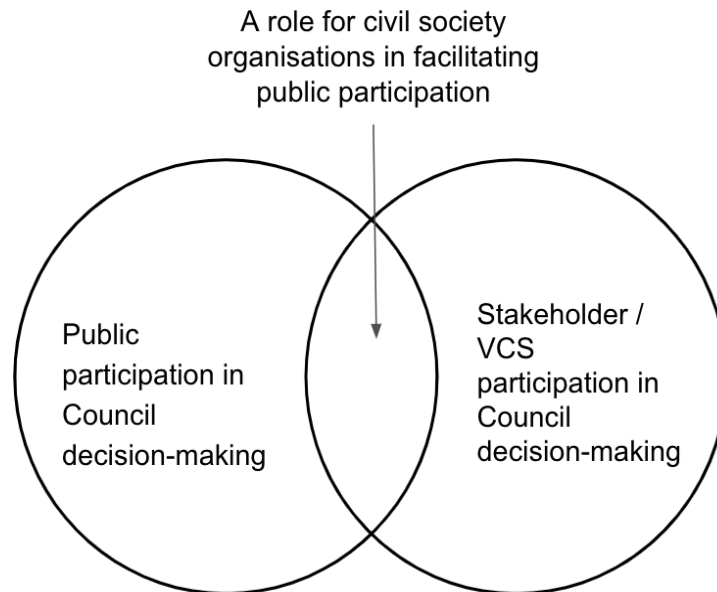 A role for civil society
organisations in facilitating
public participation
Public
participation in
Council
decision-making
Stakeholder /
VCS
participation in
Council
decision-making